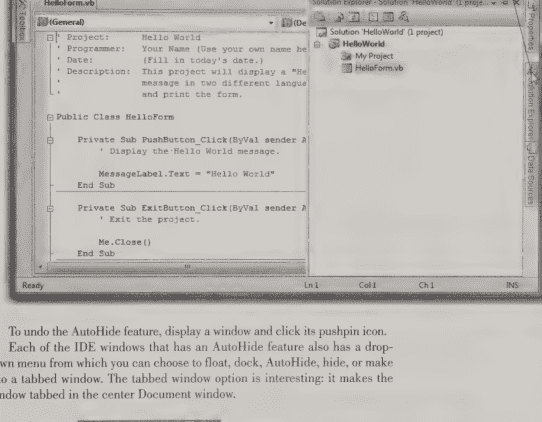 HelloForm.vb
Solution Explorer - Solution 'HelloWorld' (1 proje...
(General)
(De
Toolbox
Properties
Solution 'HelloWorld' (1 project)
HelloWorld
My Project
HelloForm.vb
Solution Explorer
Data Sources
' Project: Hello World
' Programmer: Your Name (Use your own name he
' Date: (Fill in today's date.)
' Description: This project will display a "He
' message in two different langua
' and print the form.
Public Class HelloForm
Private Sub PushButton_Click(ByVal sender A
' Display the Hello World message.
MessageLabel.Text = "Hello World"
End Sub
Private Sub ExitButton_Click(ByVal sender A
' Exit the project.
Me.Close()
End Sub
Ready Ln 1 Col 1 Ch 1 INS
To undo the AutoHide feature, display a window and click its pushpin icon.
Each of the IDE windows that has an AutoHide feature also has a drop-
wn menu from which you can choose to float, dock, AutoHide, hide, or make
o a tabbed window. The tabbed window option is interesting: it makes the
ndow tabbed in the center Document window.